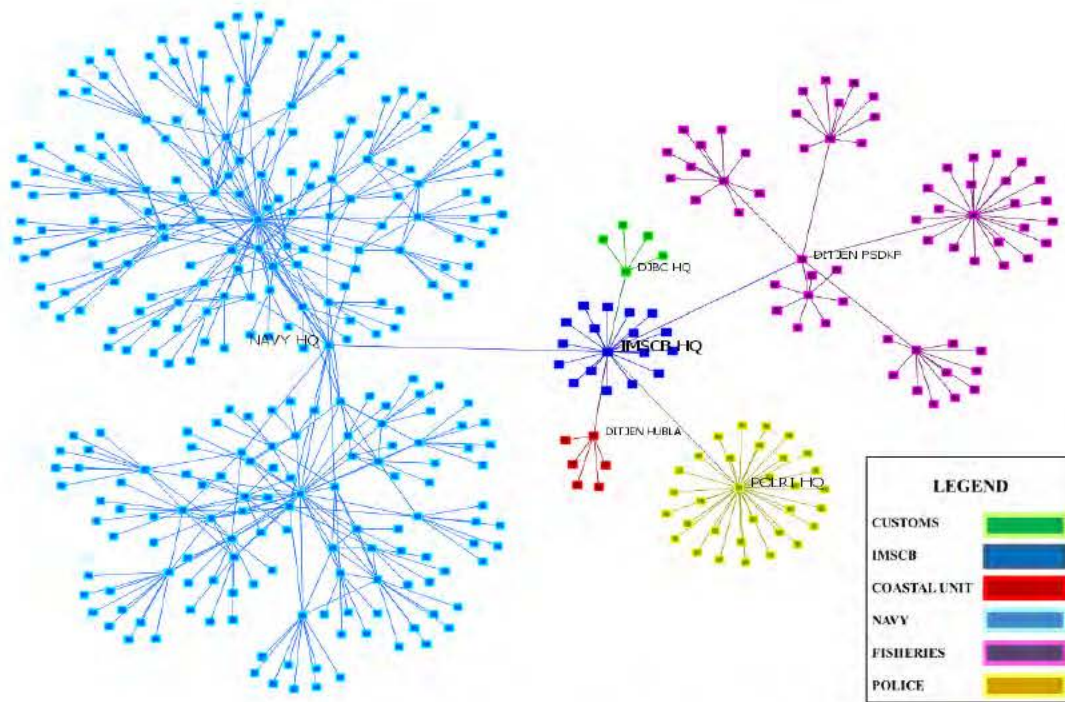 DJBC HQ
DITJEN PSDKP
NAVY HQ
IMSCB HQ
DITJEN HUBLA
POLRI HQ
LEGEND
CUSTOMS
IMSCB
COASTAL UNIT
NAVY
FISHERIES
POLICE